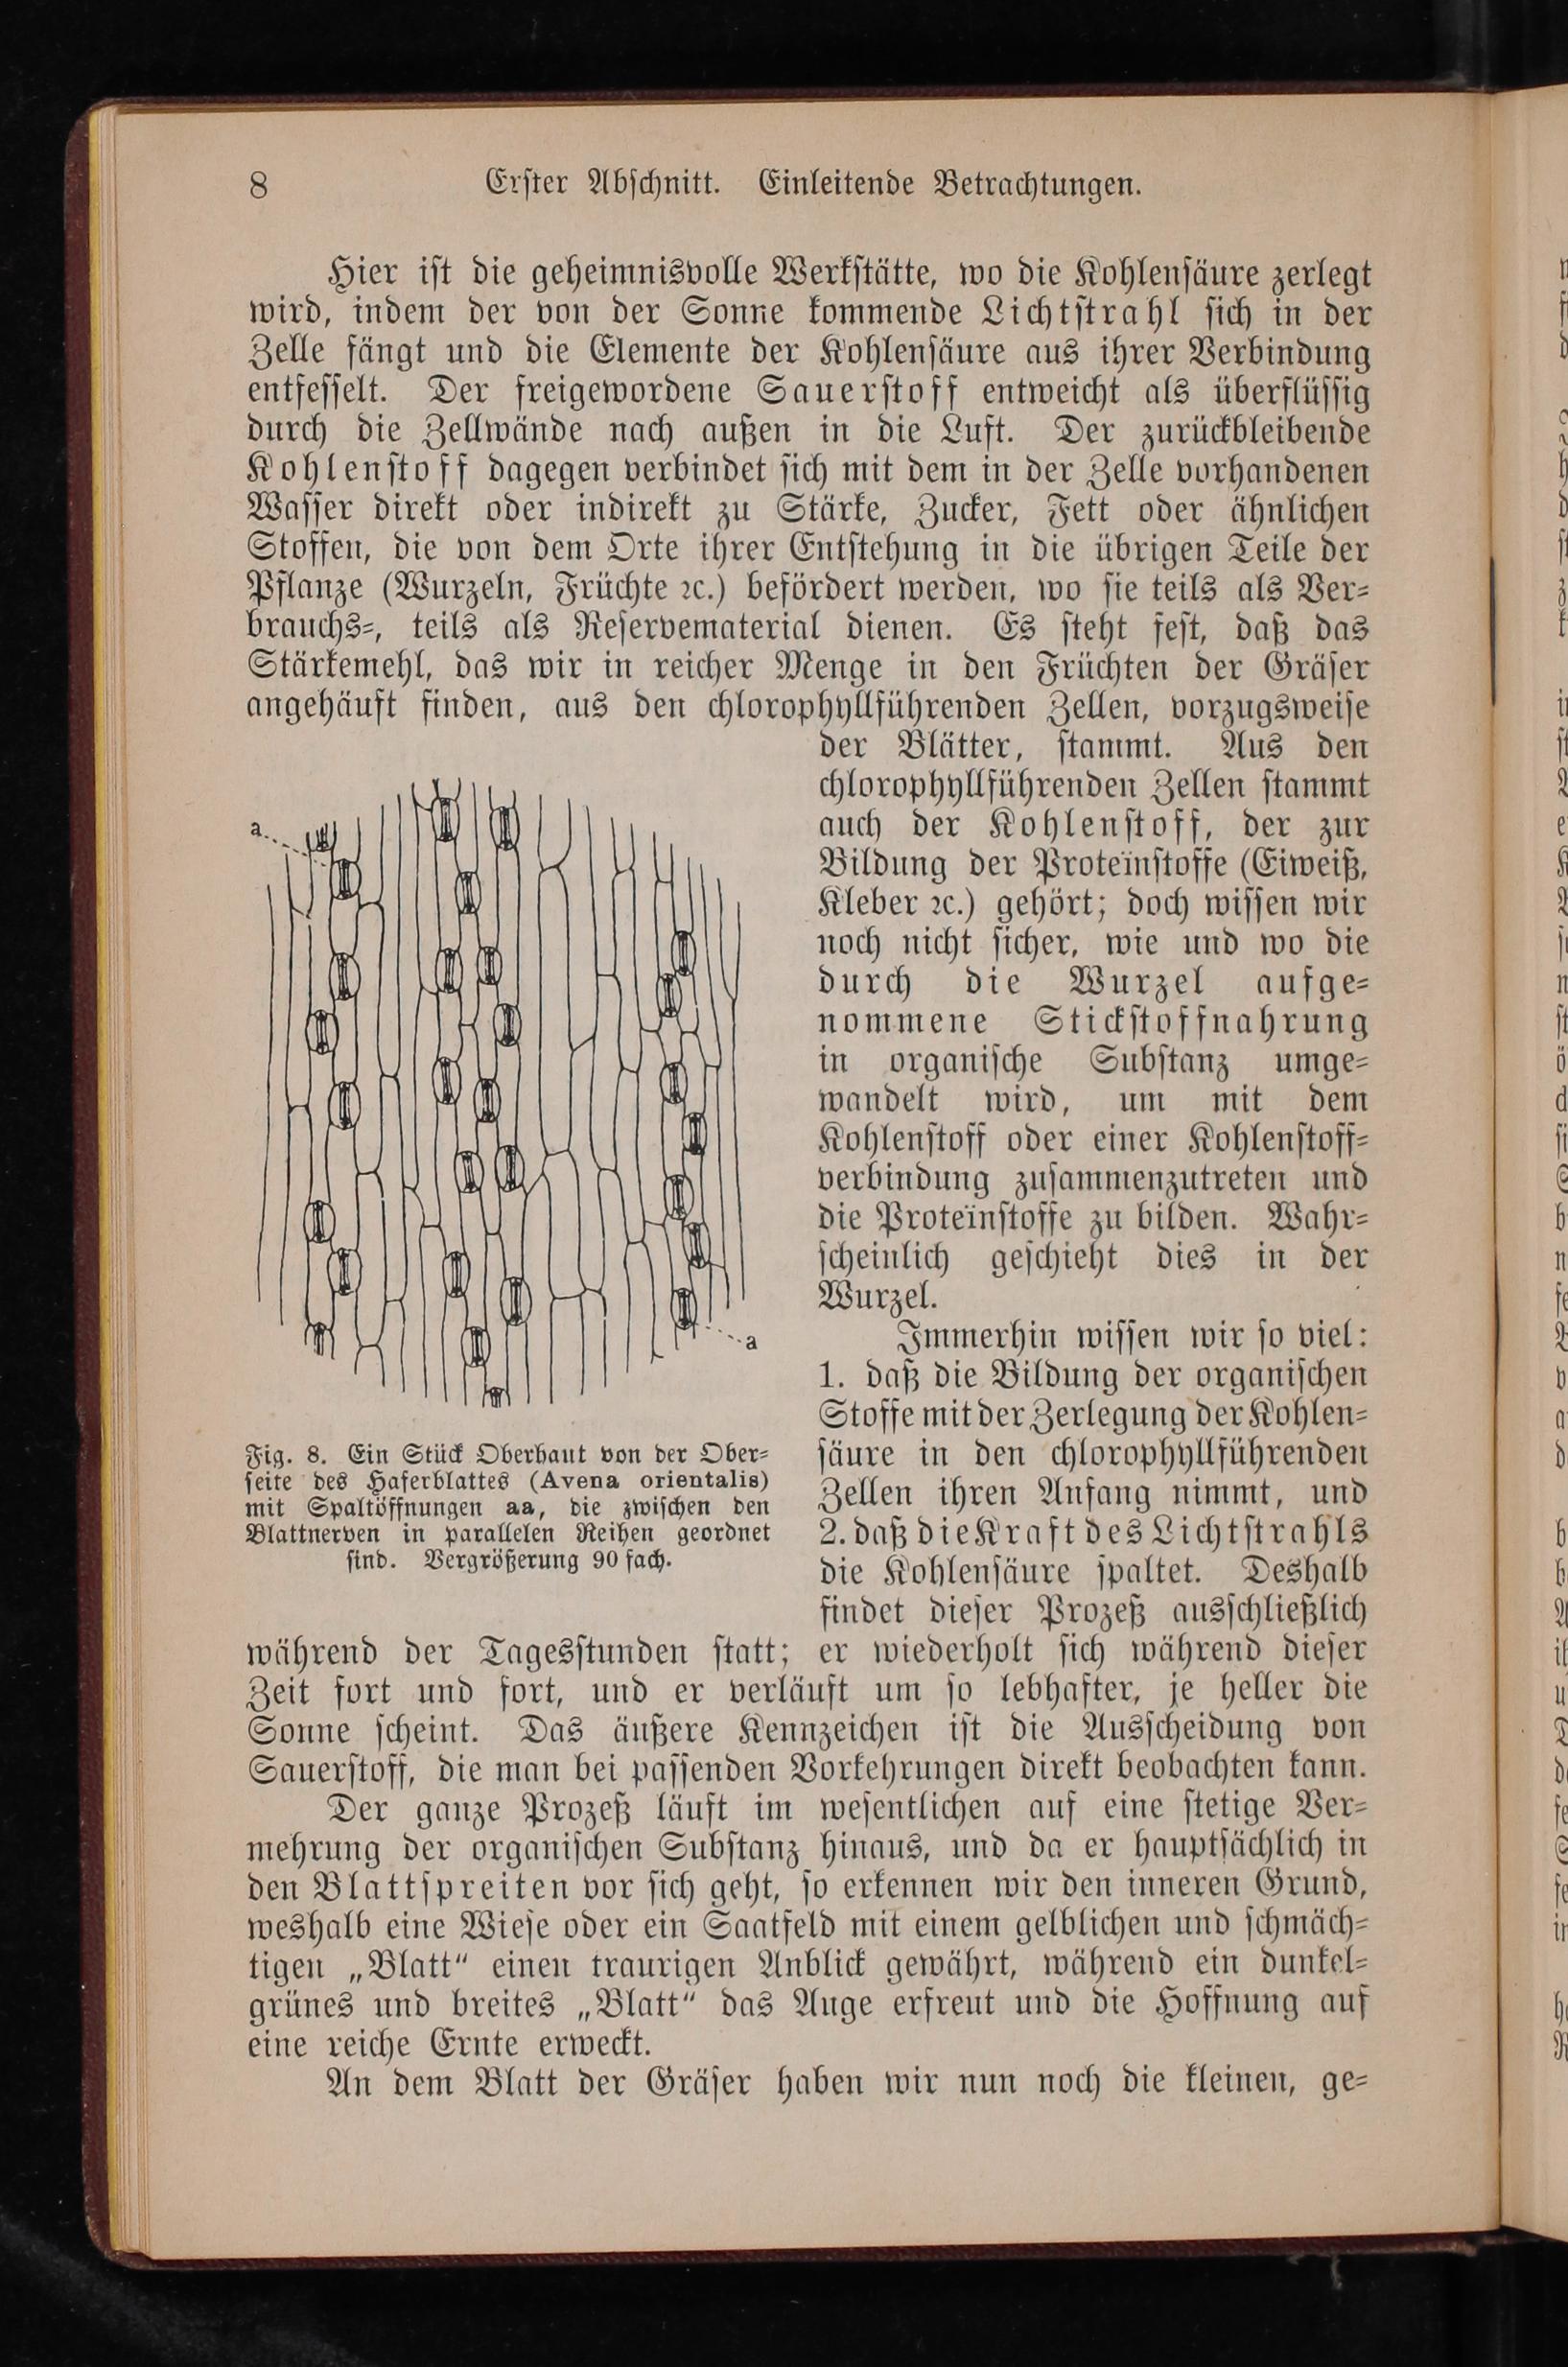 8 Erſter Abſchnitt. Einleitende Betrachtungen.
Hier iſt die geheimnisvolle Werkſtätte, wo die Kohlenſäure zerlegt
wird, indem der von der Sonne kommende Lichtſtrahl ſich in der
Zelle fängt und die Elemente der Kohlenſäure aus ihrer Verbindung
entfeſſelt. Der freigewordene Sauerſtoff entweicht als überflüſſig
durch die Zellwände nach außen in die Luft. Der zurückbleibende
Kohlenſtoff dagegen verbindet ſich mit dem in der Zelle vorhandenen
Waſſer direkt oder indirekt zu Stärke, Zucker, Fett oder ähnlichen
Stoffen, die von dem Orte ihrer Entſtehung in die übrigen Teile der
Pflanze (Wurzeln, Früchte ꝛc.) befördert werden, wo ſie teils als Ver⸗
brauchs⸗, teils als Reſervematerial dienen. Es ſteht feſt, daß das
Stärkemehl, das wir in reicher Menge in den Früchten der Gräſer
angehäuft finden, aus den chlorophyllführenden Zellen, vorzugsweiſe
der Blätter, ſtammt. Aus den
chlorophyllführenden Zellen ſtammt
auch der Kohlenſtoff, der zur
Bildung der Proteïnſtoffe (Eiweiß,
Kleber ꝛc.) gehört; doch wiſſen wir
noch nicht ſicher, wie und wo die
durch die Wurzel aufge⸗
nommene Stickſtoffnahrung
in organiſche Subſtanz umge⸗
wandelt wird, um mit dem
Kohlenſtoff oder einer Kohlenſtoff⸗
verbindung zuſammenzutreten und
die Proteïnſtoffe zu bilden. Wahr⸗
ſcheinlich geſchieht dies in der
Wurzel.
Immerhin wiſſen wir ſo viel:
1. daß die Bildung der organiſchen
Stoffe mit der Zerlegung der Kohlen⸗
ſäure in den chlorophyllführenden
Zellen ihren Anfang nimmt, und
2. daß die Kraft des Lichtſtrahls
die Kohlenſäure ſpaltet. Deshalb
findet dieſer Prozeß ausſchließlich
a
a
Fig. 8. Ein Stück Oberhaut von der Ober⸗
ſeite des Haferblattes (Avena orientalis)
mit Spaltöffnungen aa, die zwiſchen den
Blattnerven in parallelen Reihen geordnet
ſind. Vergrößerung 90 fach.
während der Tagesſtunden ſtatt; er wiederholt ſich während dieſer
Zeit fort und fort, und er verläuft um ſo lebhafter, je heller die
Sonne ſcheint. Das äußere Kennzeichen iſt die Ausſcheidung von
Sauerſtoff, die man bei paſſenden Vorkehrungen direkt beobachten kann.
Der ganze Prozeß läuft im weſentlichen auf eine ſtetige Ver⸗
mehrung der organiſchen Subſtanz hinaus, und da er hauptſächlich in
den Blattſpreiten vor ſich geht, ſo erkennen wir den inneren Grund,
weshalb eine Wieſe oder ein Saatfeld mit einem gelblichen und ſchmäch⸗
tigen „Blatt“ einen traurigen Anblick gewährt, während ein dunkel⸗
grünes und breites „Blatt“ das Auge erfreut und die Hoffnung auf
eine reiche Ernte erweckt.
An dem Blatt der Gräſer haben wir nun noch die kleinen, ge⸗